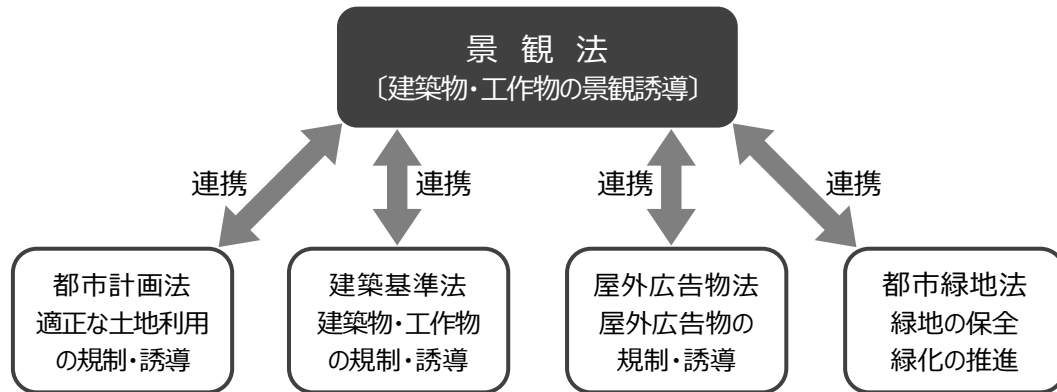 景観法
〔建築物・工作物の景観誘導〕
連携
連携
連携
連携
都市計画法
適正な土地利用
の規制・誘導
建築基準法
建築物・工作物
の規制・誘導
屋外広告物法
屋外広告物の
規制・誘導
都市緑地法
緑地の保全
緑化の推進